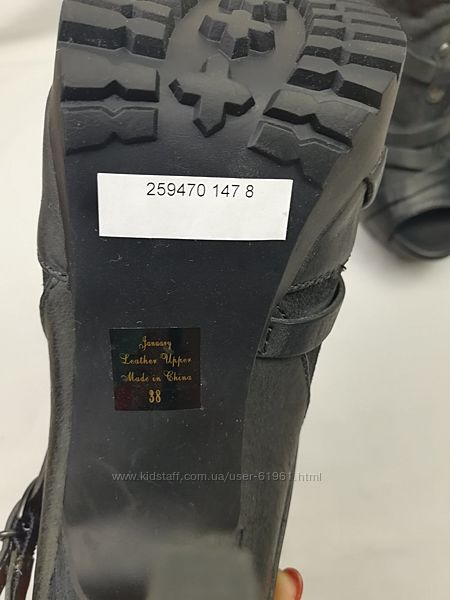 259470 147 8
January
Leather Upper
Made in China
38
www.kidstaff.com.ua/user-61961.html